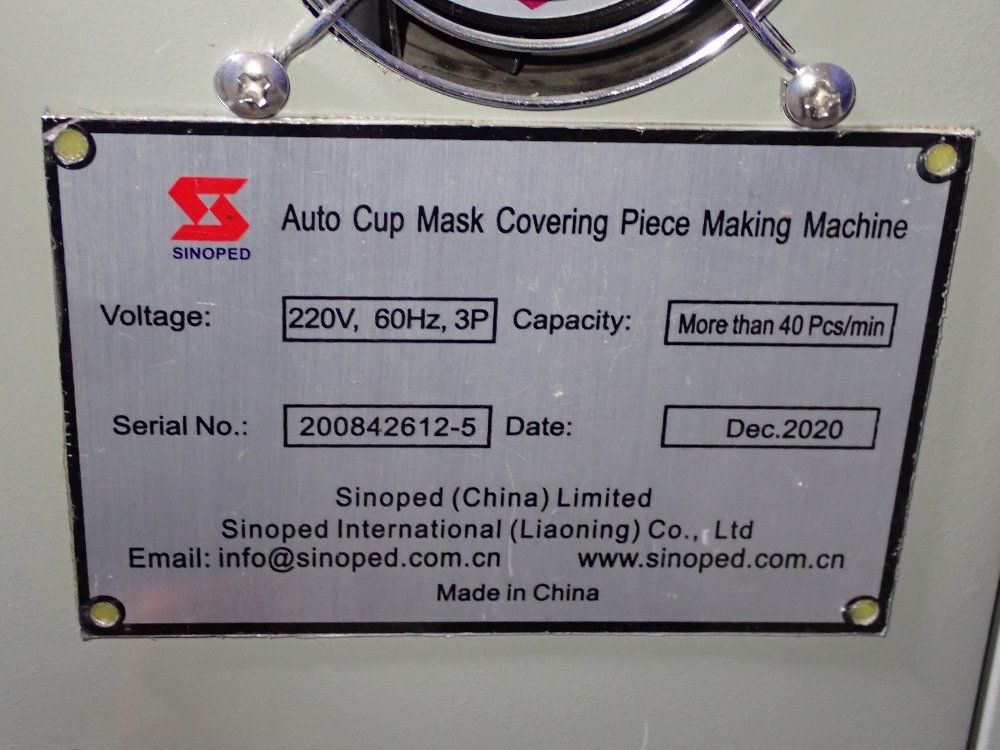 SINOPED
Auto Cup Mask Covering Piece Making Machine
Voltage: 220V, 60Hz, 3P Capacity: More than 40 Pcs/min
Serial No.: 200842612-5 Date: Dec.2020
Sinoped (China) Limited
Sinoped International (Liaoning) Co., Ltd
Email: info@sinoped.com.cn www.sinoped.com.cn
Made in China